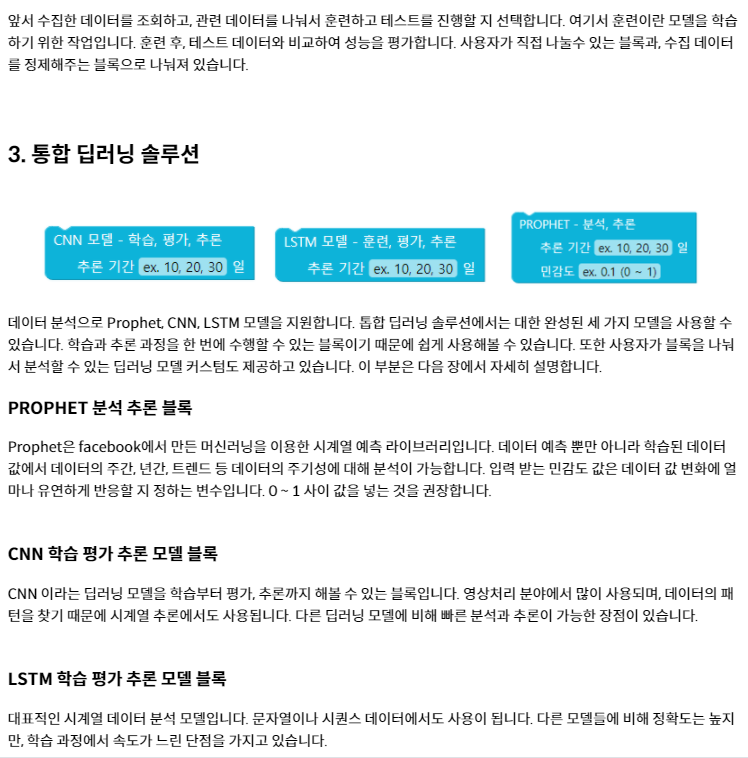 앞서 수집한 데이터를 조회하고, 관련 데이터를 나눠서 훈련하고 테스트를 진행할 지 선택합니다. 여기서 훈련이란 모델을 학습
하기 위한 작업입니다. 훈련 후, 테스트 데이터와 비교하여 성능을 평가합니다. 사용자가 직접 나눌수 있는 블록과, 수집 데이터
를 정제해주는 블록으로 나눠져 있습니다.
3. 통합 딥러닝 솔루션
CNN 모델 - 학습, 평가, 추론
추론 기간 ex. 10, 20, 30 일
LSTM 모델 - 훈련, 평가, 추론
추론 기간 ex. 10, 20, 30 일
PROPHET - 분석, 추론
추론 기간 ex. 10, 20, 30 일
민감도 ex. 0.1 (0 ~ 1)
데이터 분석으로 Prophet, CNN, LSTM 모델을 지원합니다. 톱합 딥러닝 솔루션에서는 대한 완성된 세 가지 모델을 사용할 수
있습니다. 학습과 추론 과정을 한 번에 수행할 수 있는 블록이기 때문에 쉽게 사용해볼 수 있습니다. 또한 사용자가 블록을 나눠
서 분석할 수 있는 딥러닝 모델 커스텀도 제공하고 있습니다. 이 부분은 다음 장에서 자세히 설명합니다.
PROPHET 분석 추론 블록
Prophet은 facebook에서 만든 머신러닝을 이용한 시계열 예측 라이브러리입니다. 데이터 예측 뿐만 아니라 학습된 데이터
값에서 데이터의 주간, 년간, 트렌드 등 데이터의 주기성에 대해 분석이 가능합니다. 입력 받는 민감도 값은 데이터 값 변화에 얼
마나 유연하게 반응할 지 정하는 변수입니다. 0 ~ 1 사이 값을 넣는 것을 권장합니다.
CNN 학습 평가 추론 모델 블록
CNN 이라는 딥러닝 모델을 학습부터 평가, 추론까지 해볼 수 있는 블록입니다. 영상처리 분야에서 많이 사용되며, 데이터의 패
턴을 찾기 때문에 시계열 추론에서도 사용됩니다. 다른 딥러닝 모델에 비해 빠른 분석과 추론이 가능한 장점이 있습니다.
LSTM 학습 평가 추론 모델 블록
대표적인 시계열 데이터 분석 모델입니다. 문자열이나 시퀀스 데이터에서도 사용이 됩니다. 다른 모델들에 비해 정확도는 높지
만, 학습 과정에서 속도가 느린 단점을 가지고 있습니다.